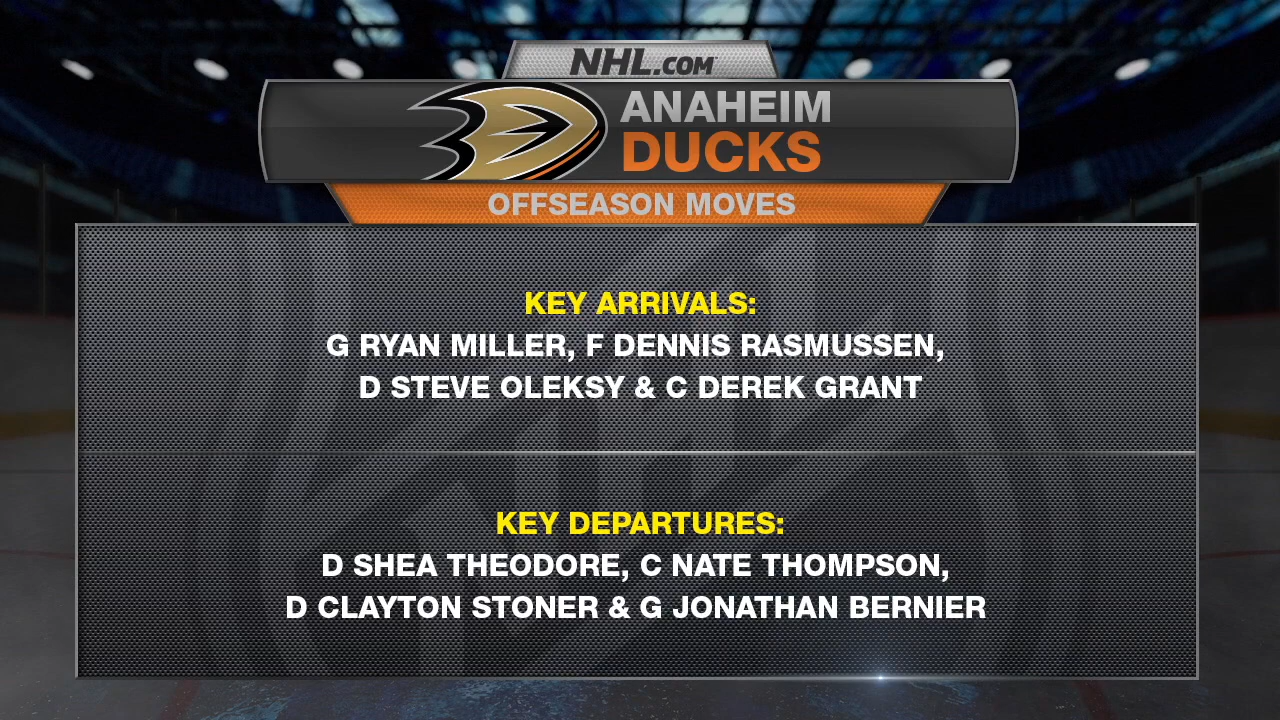 NHL.COM
ANAHEIM
DUCKS
OFFSEASON MOVES
KEY ARRIVALS:
G RYAN MILLER, F DENNIS RASMUSSEN,
D STEVE OLEKSY & C DEREK GRANT
KEY DEPARTURES:
D SHEA THEODORE, C NATE THOMPSON,
D CLAYTON STONER & G JONATHAN BERNIER